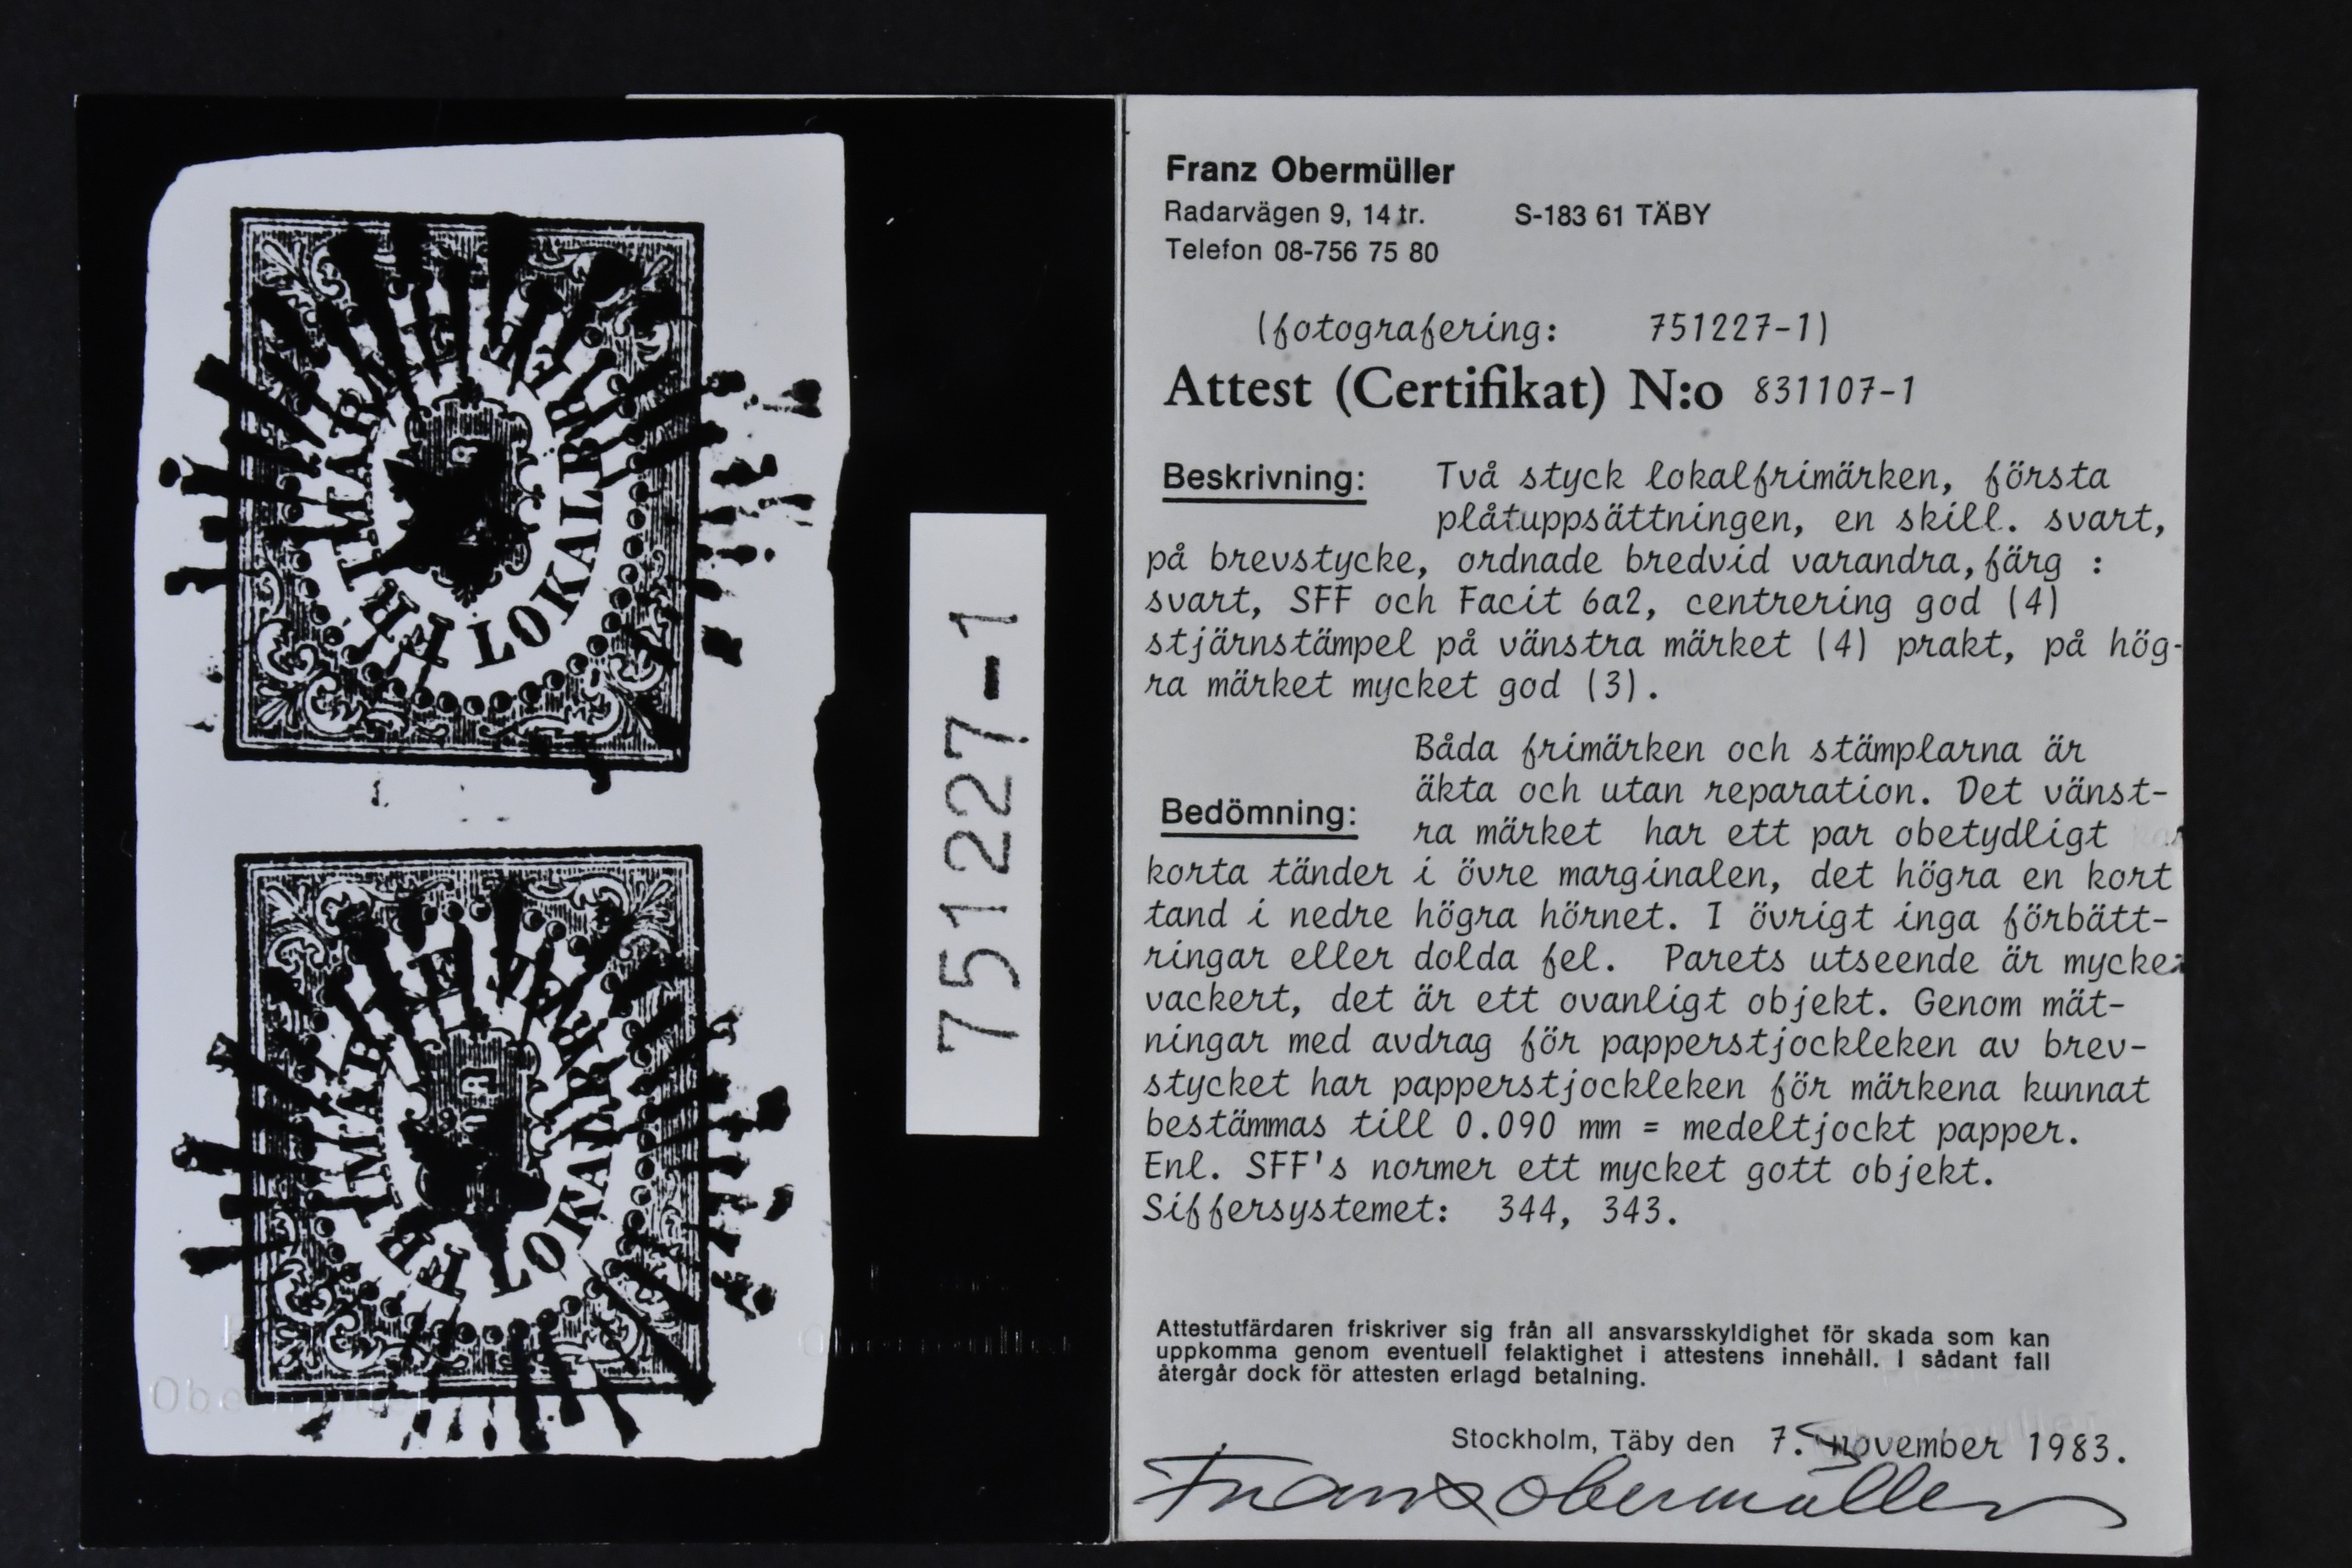 FRIMÄRKE
LOKALBREF
FRIMÄRKE
LOKALBREF
751227-1
Obermüller
Franz Obermüller
Radarvägen 9, 14 tr. S-183 61 TÄBY
Telefon 08-756 75 80
(fotografering: 751227-1)
Attest (Certifikat) N:o 831107-1
Beskrivning: Två styck lokalfrimärken, första
plåtuppsättningen, en skill. svart,
på brevstycke, ordnade bredvid varandra, färg :
svart, SFF och Facit 6a2, centrering god (4)
stjärnstämpel på vänstra märket (4) prakt, på hög-
ra märket mycket god (3).
Båda frimärken och stämplarna är
äkta och utan reparation. Det vänst-
Bedömning: ra märket har ett par obetydligt
korta tänder i övre marginalen, det högra en kort
tand i nedre högra hörnet. I övrigt inga förbätt-
ringar eller dolda fel. Parets utseende är mycket
vackert, det är ett ovanligt objekt. Genom mät-
ningar med avdrag för papperstjockleken av brev-
stycket har papperstjockleken för märkena kunnat
bestämmas till 0.090 mm = medeltjockt papper.
Enl. SFF's normer ett mycket gott objekt.
Siffersystemet: 344, 343.
Attestutfärdaren friskriver sig från all ansvarsskyldighet för skada som kan
uppkomma genom eventuell felaktighet i attestens innehåll. I sådant fall
återgår dock för attesten erlagd betalning.
Stockholm, Täby den 7. november 1983.
Franz Obermüller